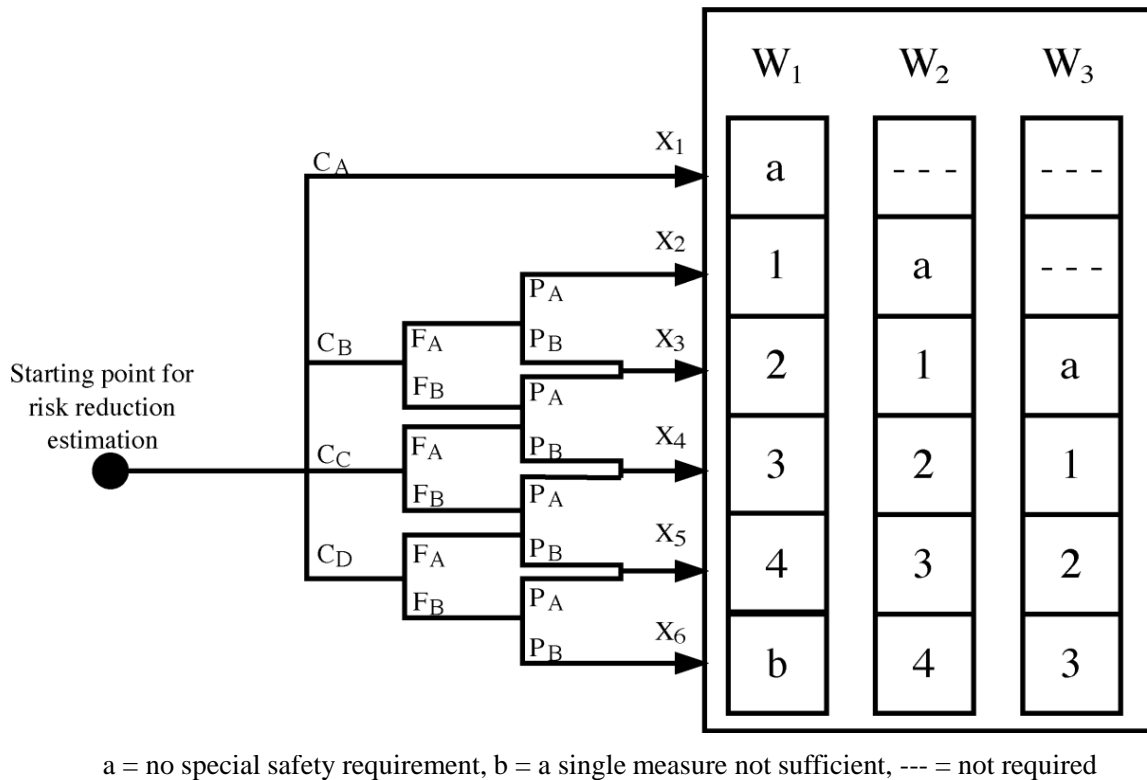 W1 W2 W3
CA X1 a - - - - - -
X2 1 a - - -
PA
CB FA PB X3 2 1 a
FB PA
Starting point for
risk reduction
estimation
CC FA PB X4 3 2 1
FB PA
CD FA PB X5 4 3 2
FB PA
PB X6 b 4 3
a = no special safety requirement, b = a single measure not sufficient, --- = not required